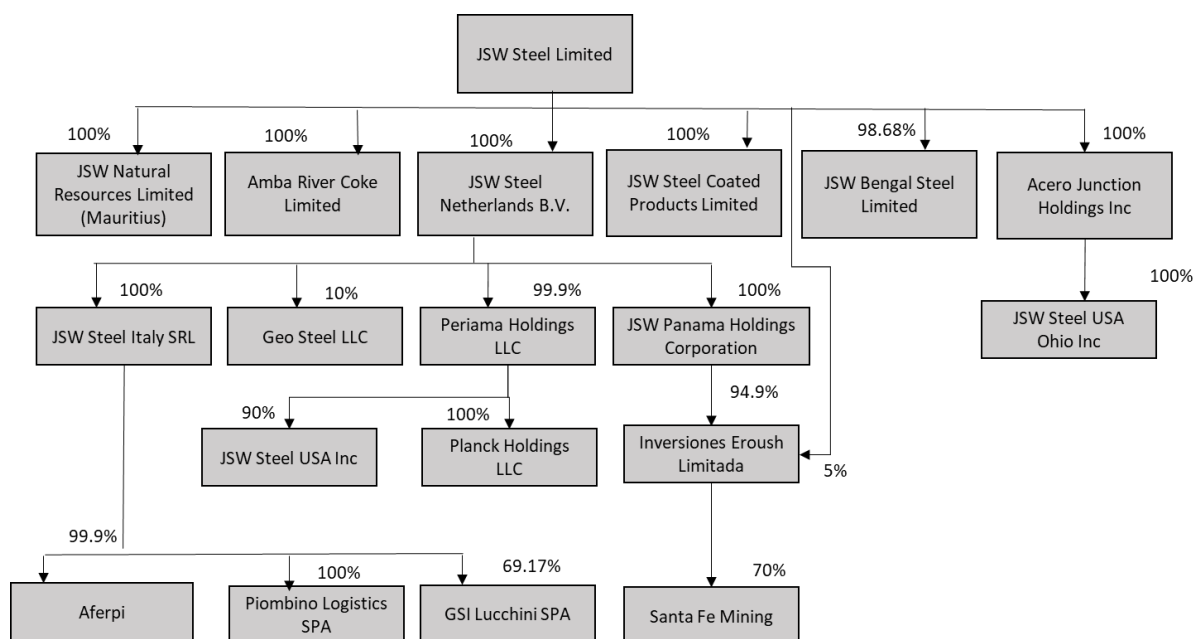 JSW Steel Limited
100%
100%
100%
100%
98.68%
100%
JSW Natural
Resources Limited
(Mauritius)
Amba River Coke
Limited
JSW Steel
Netherlands B.V.
JSW Steel Coated
Products Limited
JSW Bengal Steel
Limited
Acero Junction
Holdings Inc
100%
10%
99.9%
100%
100%
JSW Steel Italy SRL
Geo Steel LLC
Periama Holdings
LLC
JSW Panama Holdings
Corporation
JSW Steel USA
Ohio Inc
90%
100%
94.9%
JSW Steel USA Inc
Planck Holdings
LLC
Inversiones Eroush
Limitada
5%
99.9%
100%
69.17%
70%
Aferpi
Piombino Logistics
SPA
GSI Lucchini SPA
Santa Fe Mining